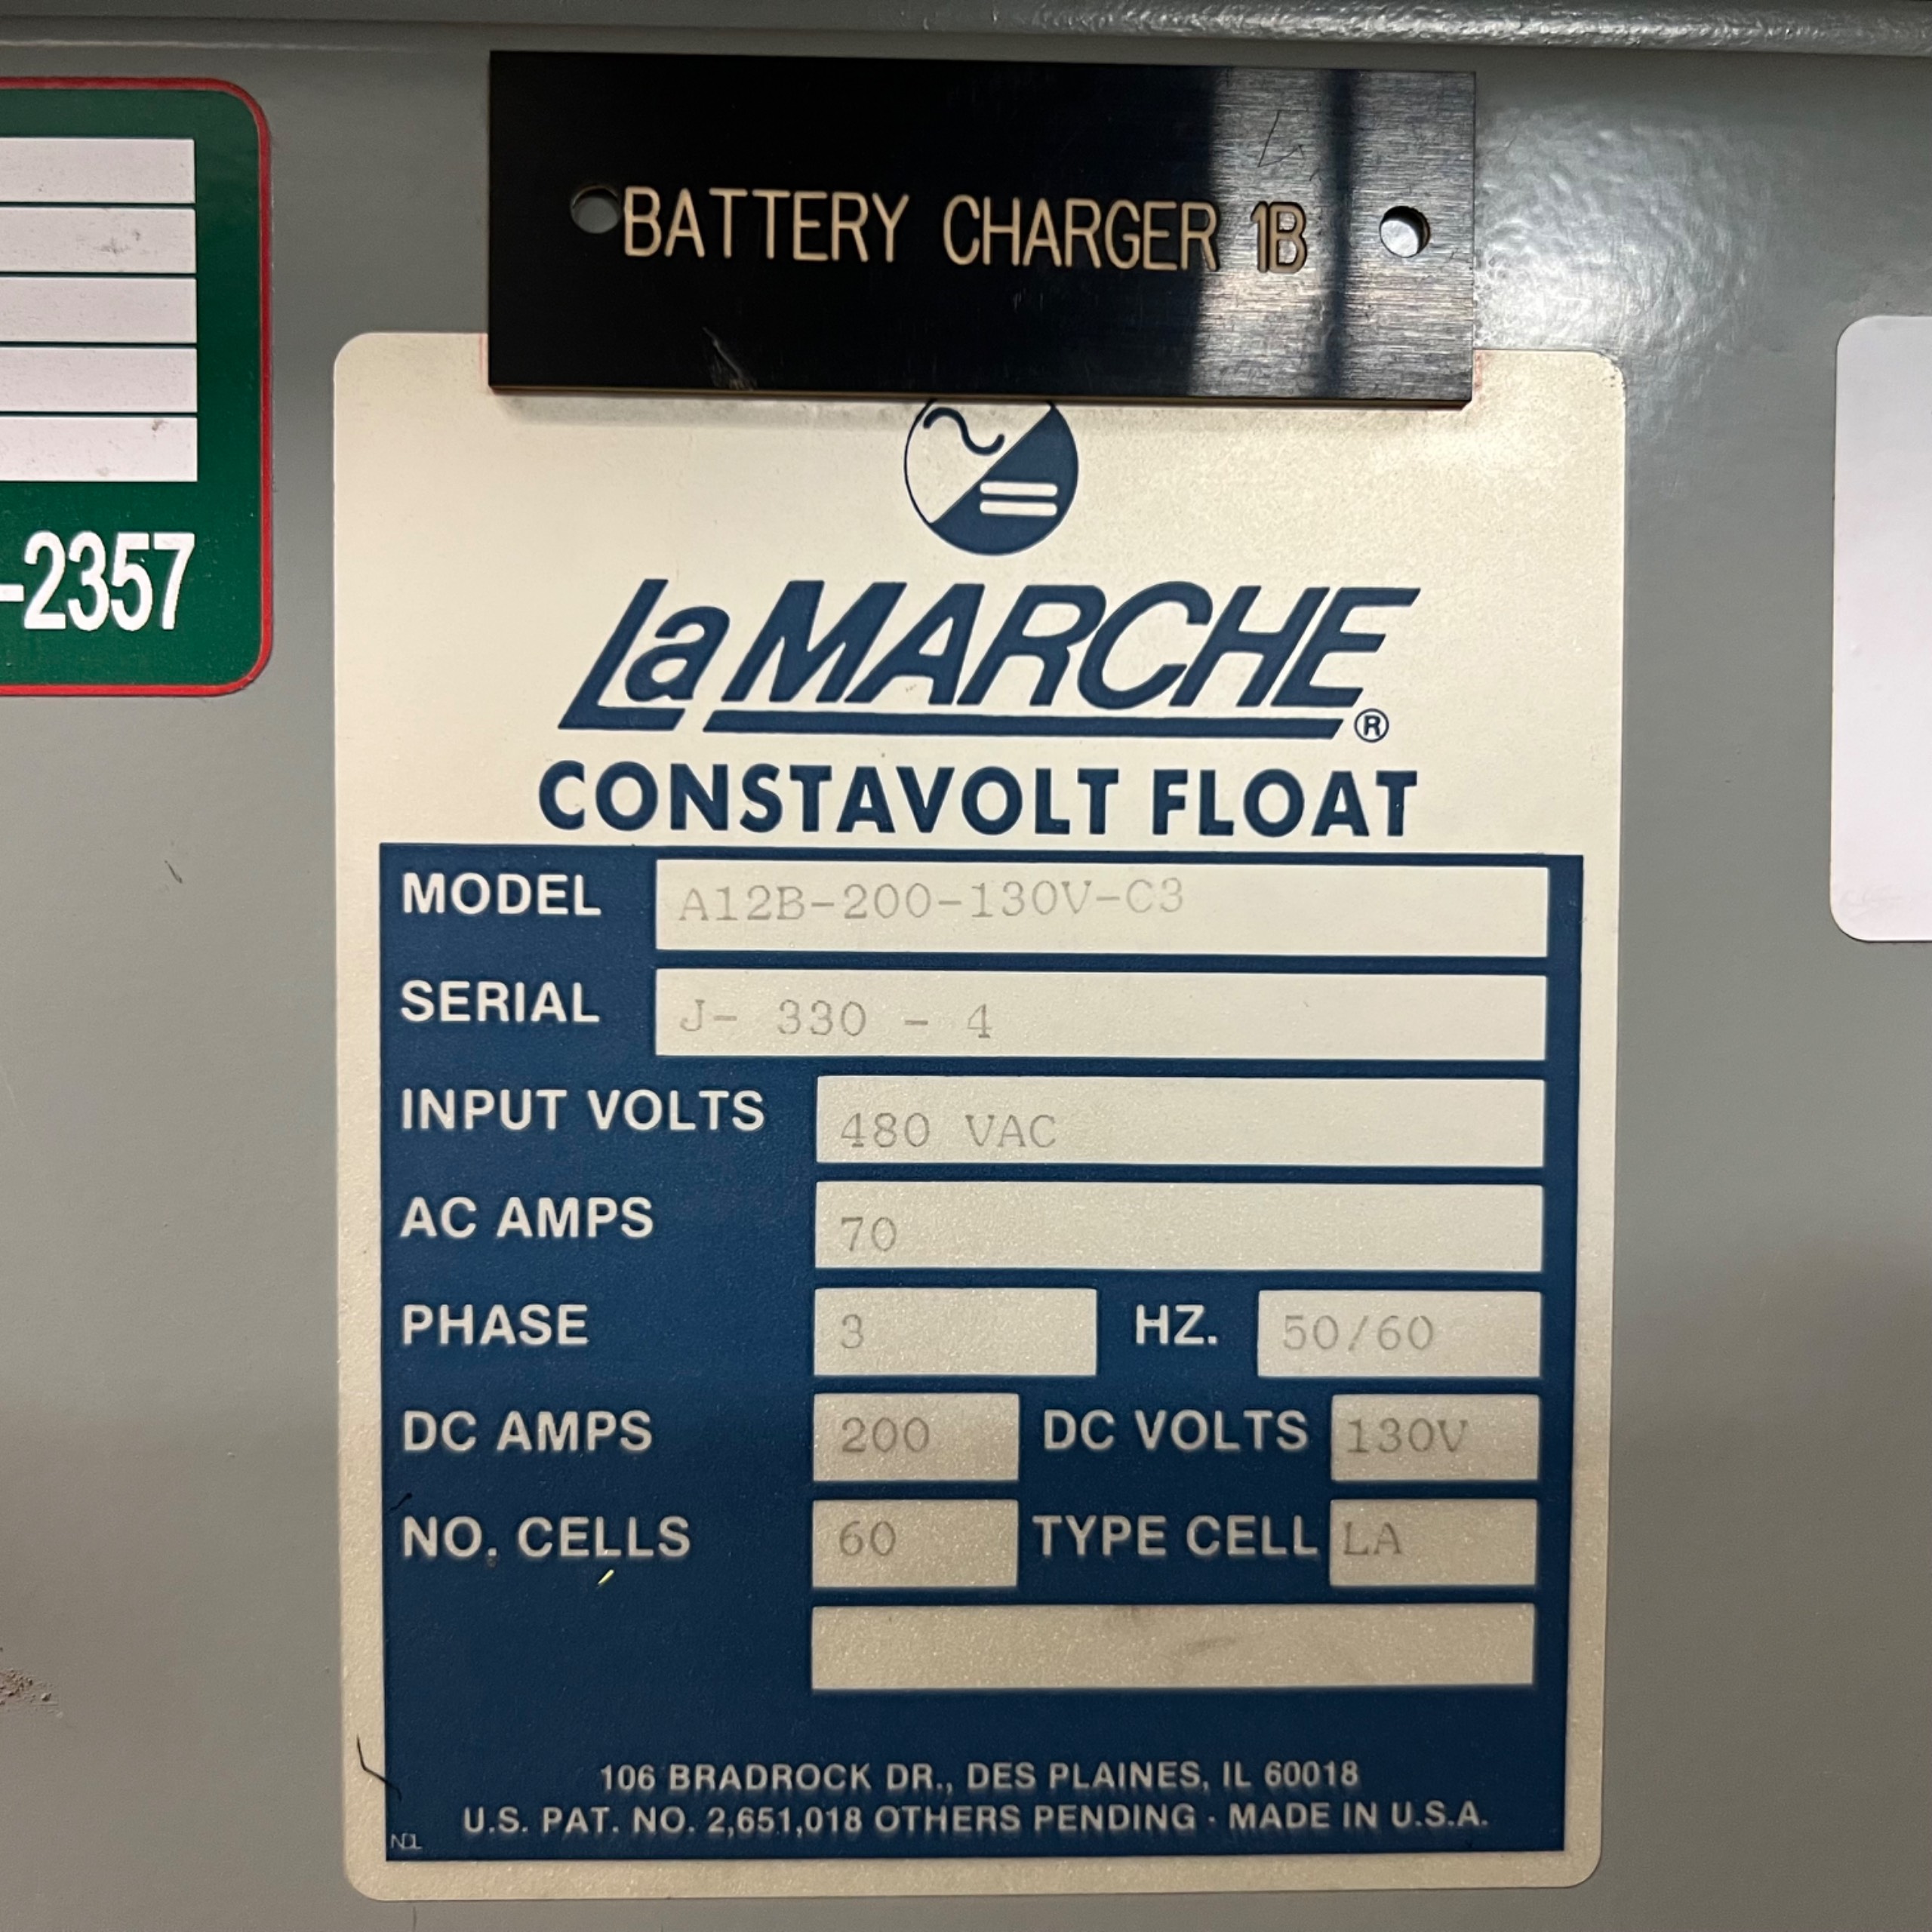 BATTERY CHARGER 1B
-2357
LaMARCHE®
CONSTAVOLT FLOAT
MODEL A12B-200-130V-C3
SERIAL J- 330 - 4
INPUT VOLTS 480 VAC
AC AMPS 70
PHASE 3 HZ. 50/60
DC AMPS 200 DC VOLTS 130V
NO. CELLS 60 TYPE CELL LA
106 BRADROCK DR., DES PLAINES, IL 60018
U.S. PAT. NO. 2,651,018 OTHERS PENDING · MADE IN U.S.A.
NDL